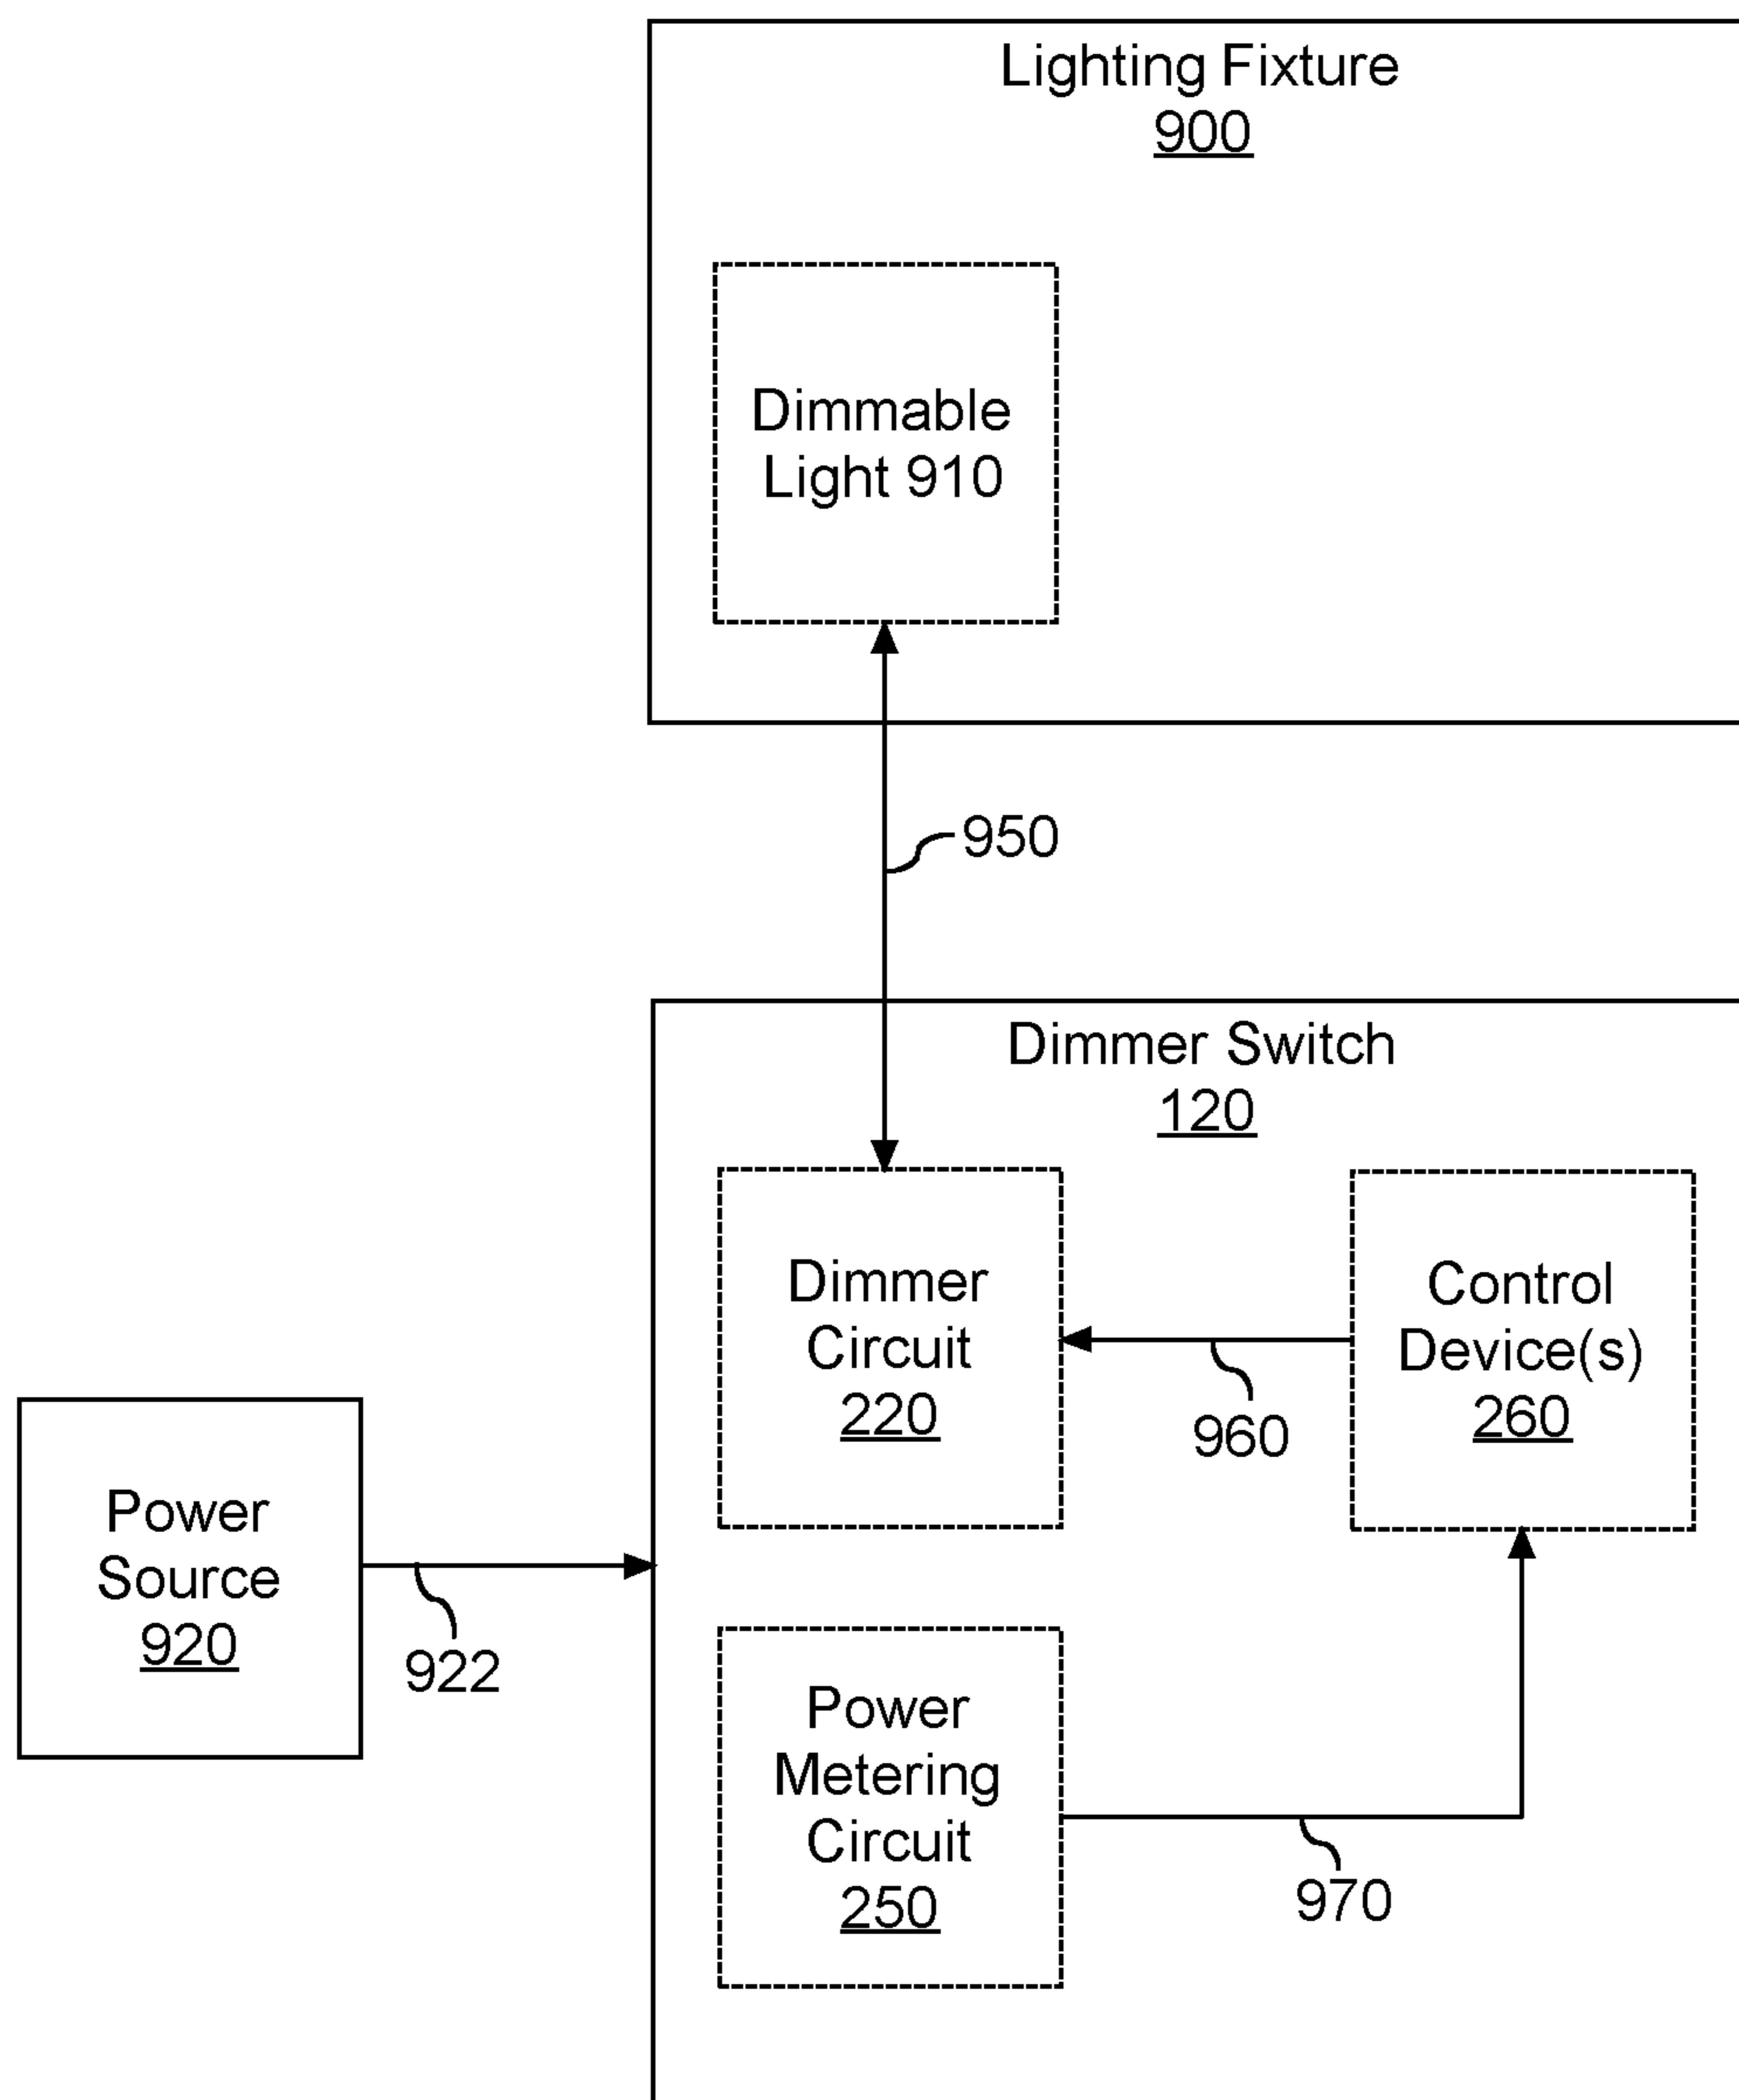 Lighting Fixture
900
Dimmable
Light 910
950
Dimmer Switch
120
Dimmer
Circuit
220
Control
Device(s)
260
960
Power
Source
920
922
Power
Metering
Circuit
250
970